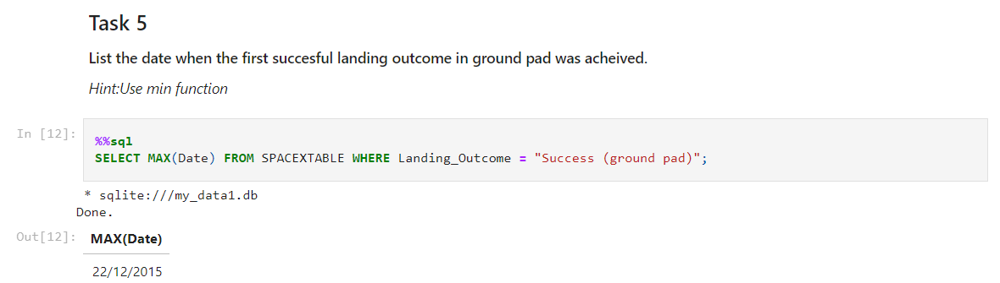 Task 5
List the date when the first succesful landing outcome in ground pad was acheived.
Hint:Use min function
In [12]:
%%sql
SELECT MAX(Date) FROM SPACEXTABLE WHERE Landing_Outcome = "Success (ground pad)";
* sqlite:///my_data1.db
Done.
Out[12]: MAX(Date)
22/12/2015